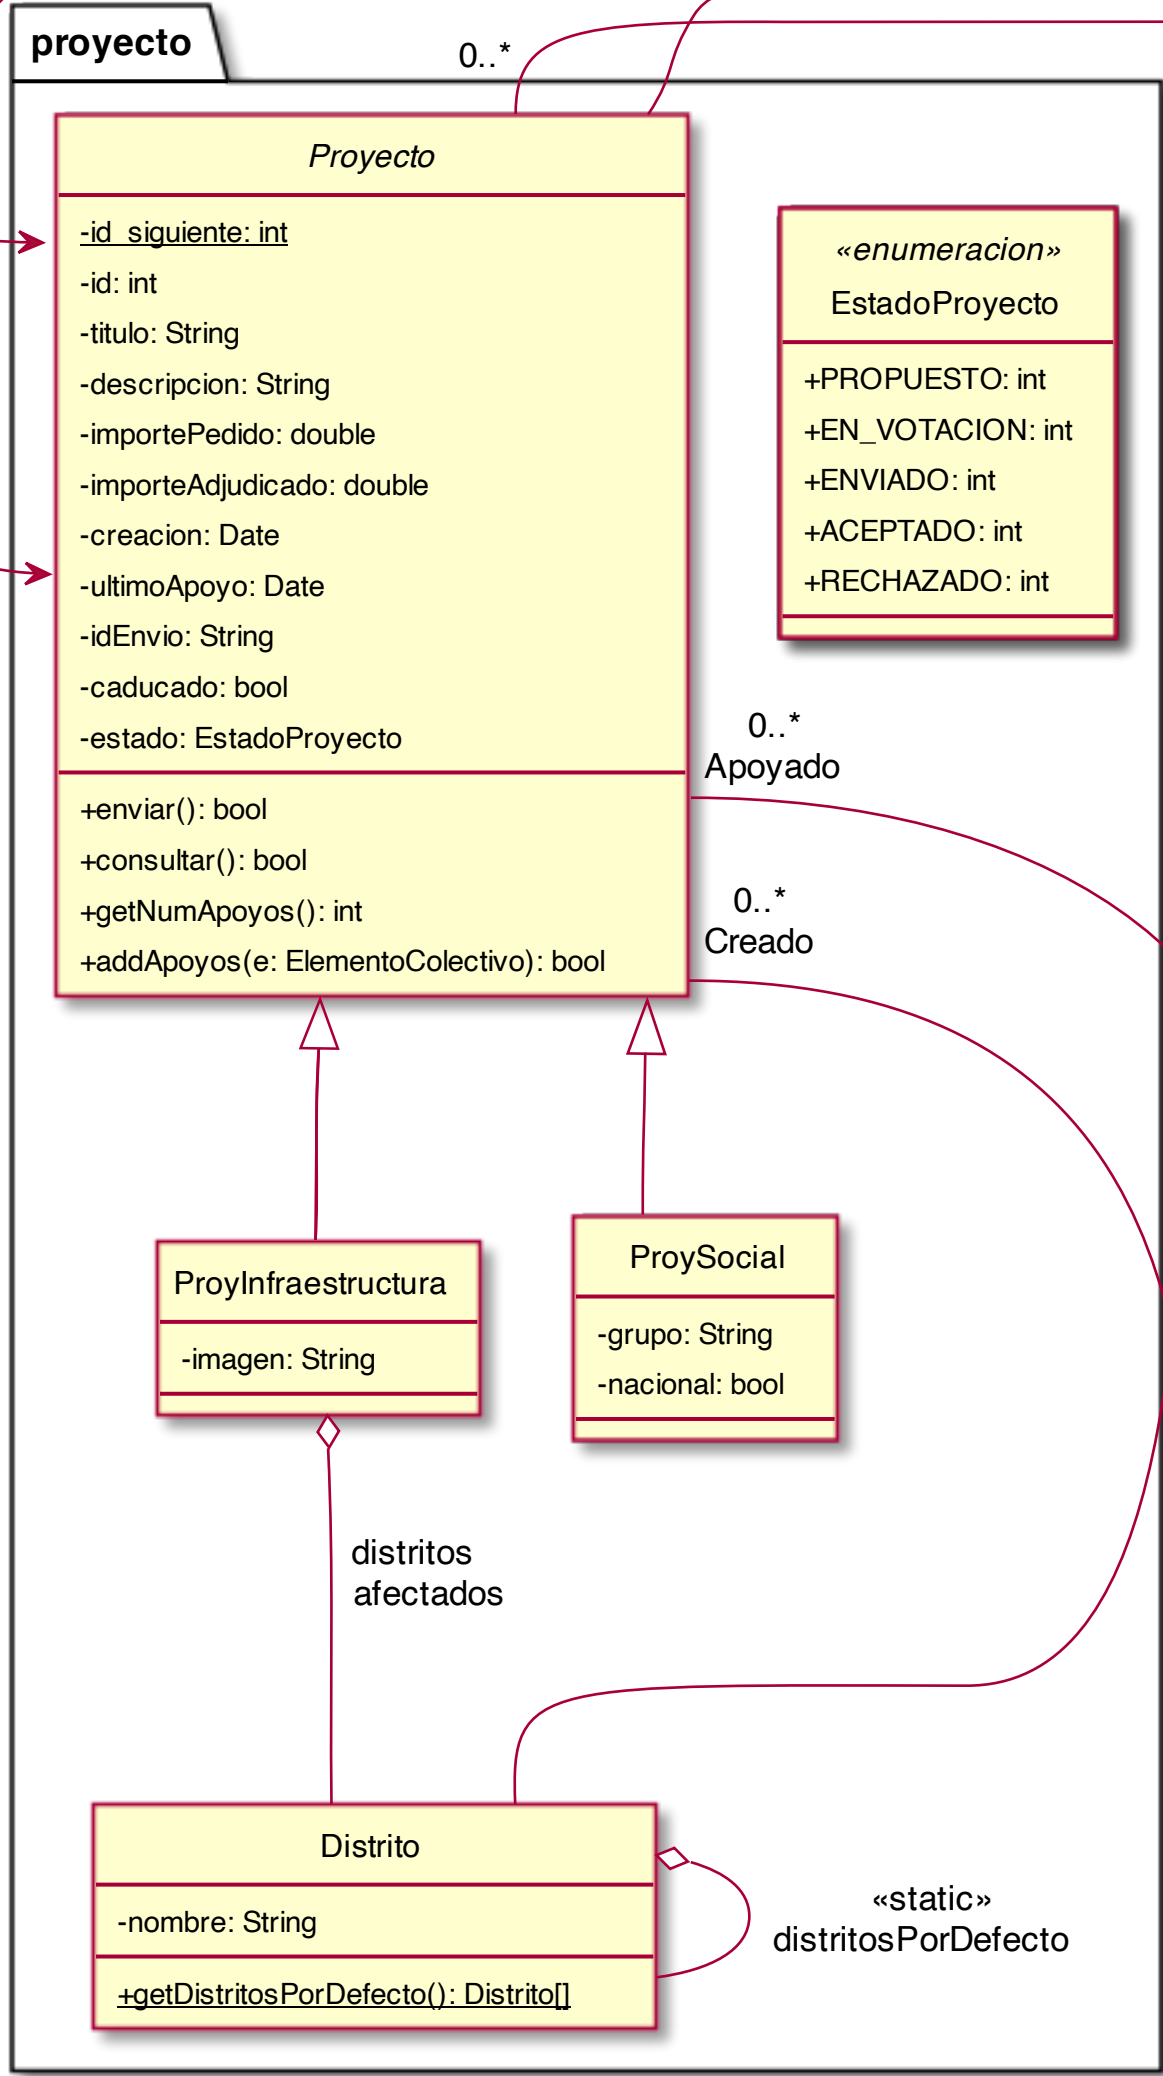 proyecto
0..*
Proyecto
-id_siguiente: int
-id: int
-titulo: String
-descripcion: String
-importePedido: double
-importeAdjudicado: double
-creacion: Date
-ultimoApoyo: Date
-idEnvio: String
-caducado: bool
-estado: EstadoProyecto
+enviar(): bool
+consultar(): bool
+getNumApoyos(): int
+addApoyos(e: ElementoColectivo): bool
«enumeracion»
EstadoProyecto
+PROPUESTO: int
+EN_VOTACION: int
+ENVIADO: int
+ACEPTADO: int
+RECHAZADO: int
0..*
Apoyado
0..*
Creado
ProyInfraestructura
-imagen: String
ProySocial
-grupo: String
-nacional: bool
distritos
afectados
Distrito
-nombre: String
+getDistritosPorDefecto(): Distrito[]
«static»
distritosPorDefecto